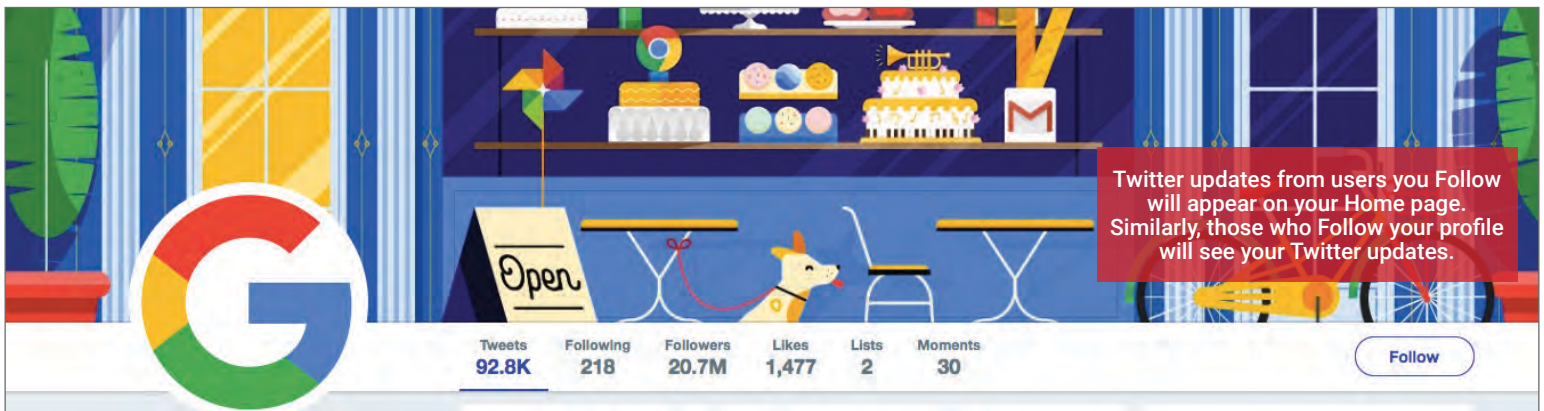 Twitter updates from users you Follow
will appear on your Home page.
Similarly, those who Follow your profile
will see your Twitter updates.
Open
Tweets Following Followers Likes Lists Moments
92.8K 218 20.7M 1,477 2 30
Follow